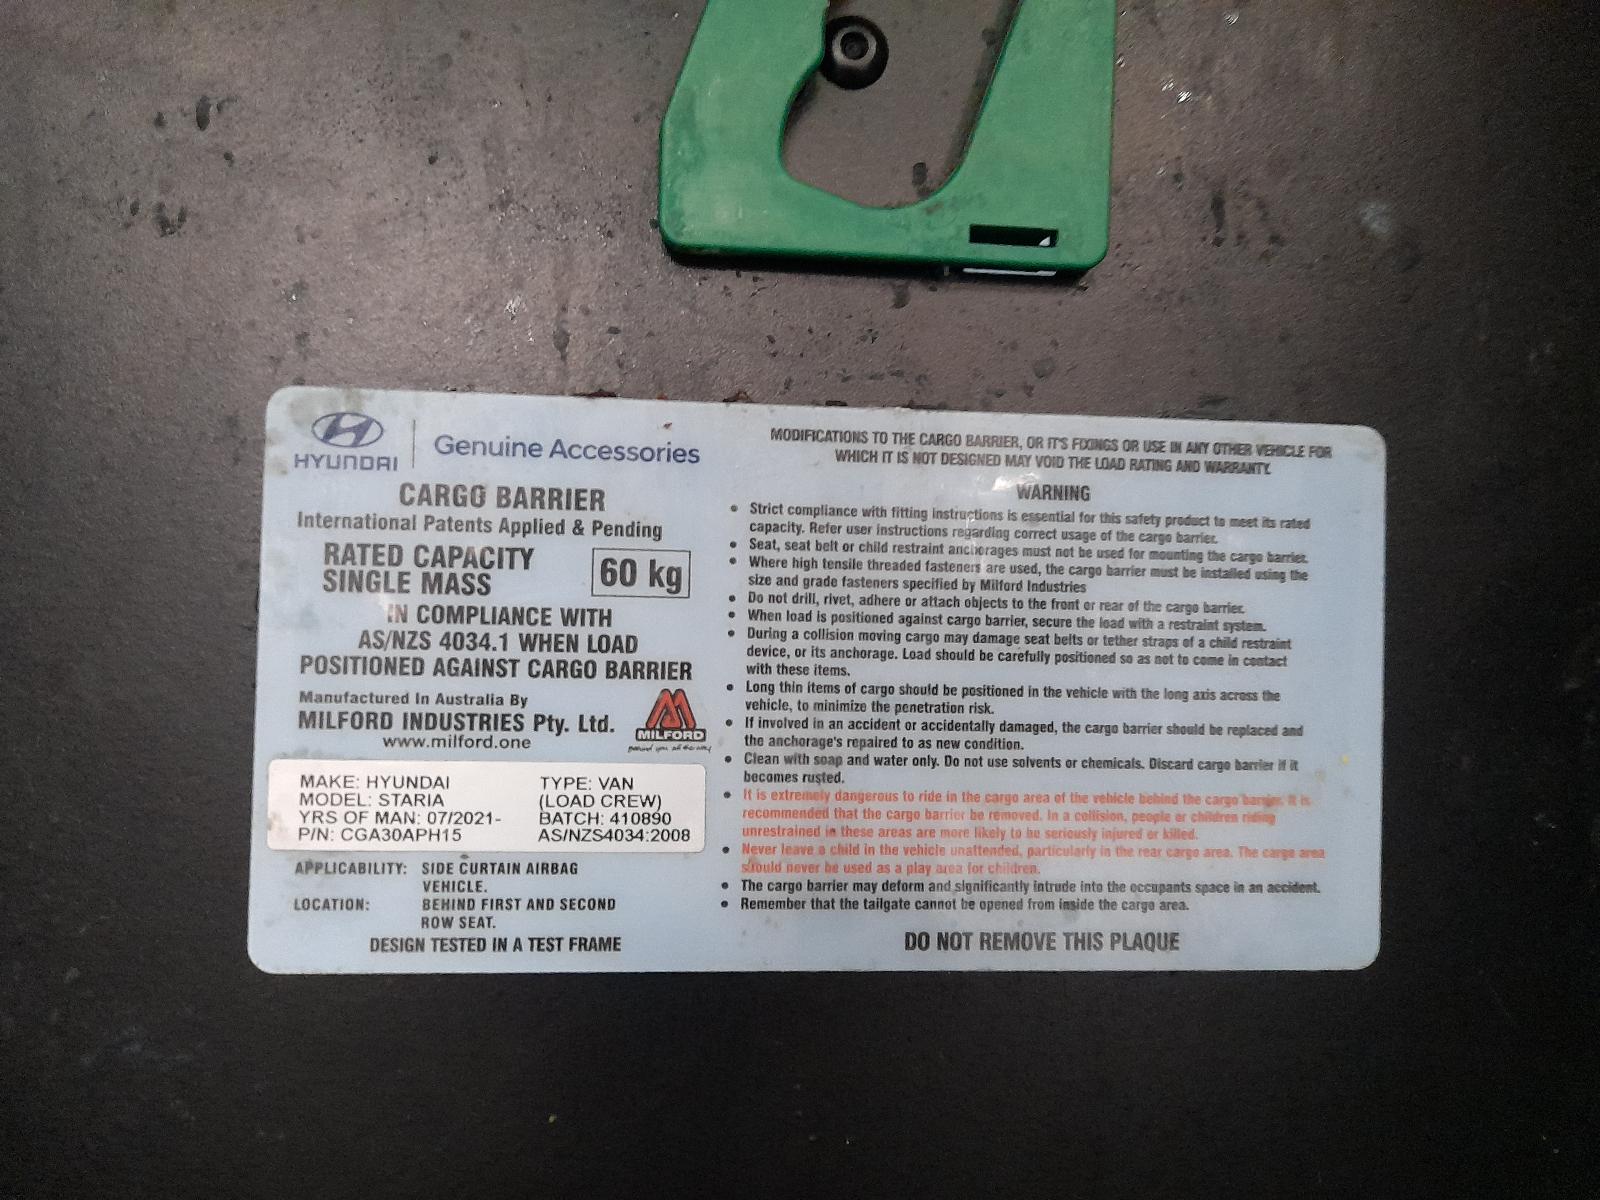 HYUNDAI
Genuine Accessories
CARGO BARRIER
International Patents Applied & Pending
RATED CAPACITY
SINGLE MASS
60 kg
IN COMPLIANCE WITH
AS/NZS 4034.1 WHEN LOAD
POSITIONED AGAINST CARGO BARRIER
Manufactured In Australia By
MILFORD INDUSTRIES Pty. Ltd.
www.milford.one
MILFORD
behind you all the way
MAKE: HYUNDAI
MODEL: STARIA
YRS OF MAN: 07/2021-
P/N: CGA30APH15
TYPE: VAN
(LOAD CREW)
BATCH: 410890
AS/NZS4034:2008
APPLICABILITY: SIDE CURTAIN AIRBAG
VEHICLE.
LOCATION: BEHIND FIRST AND SECOND
ROW SEAT.
DESIGN TESTED IN A TEST FRAME
MODIFICATIONS TO THE CARGO BARRIER, OR IT'S FIXINGS OR USE IN ANY OTHER VEHICLE FOR
WHICH IT IS NOT DESIGNED MAY VOID THE LOAD RATING AND WARRANTY.
WARNING
• Strict compliance with fitting instructions is essential for this safety product to meet its rated
capacity. Refer user instructions regarding correct usage of the cargo barrier.
• Seat, seat belt or child restraint anchorages must not be used for mounting the cargo barrier.
• Where high tensile threaded fasteners are used, the cargo barrier must be installed using the
size and grade fasteners specified by Milford Industries
• Do not drill, rivet, adhere or attach objects to the front or rear of the cargo barrier.
• When load is positioned against cargo barrier, secure the load with a restraint system.
• During a collision moving cargo may damage seat belts or tether straps of a child restraint
device, or its anchorage. Load should be carefully positioned so as not to come in contact
with these items.
• Long thin items of cargo should be positioned in the vehicle with the long axis across the
vehicle, to minimize the penetration risk.
• If involved in an accident or accidentally damaged, the cargo barrier should be replaced and
the anchorage's repaired to as new condition.
• Clean with soap and water only. Do not use solvents or chemicals. Discard cargo barrier if it
becomes rusted.
• It is extremely dangerous to ride in the cargo area of the vehicle behind the cargo barrier. It is
recommended that the cargo barrier be removed. In a collision, people or children riding
unrestrained in these areas are more likely to be seriously injured or killed.
• Never leave a child in the vehicle unattended, particularly in the rear cargo area. The cargo area
should never be used as a play area for children.
• The cargo barrier may deform and significantly intrude into the occupants space in an accident.
• Remember that the tailgate cannot be opened from inside the cargo area.
DO NOT REMOVE THIS PLAQUE